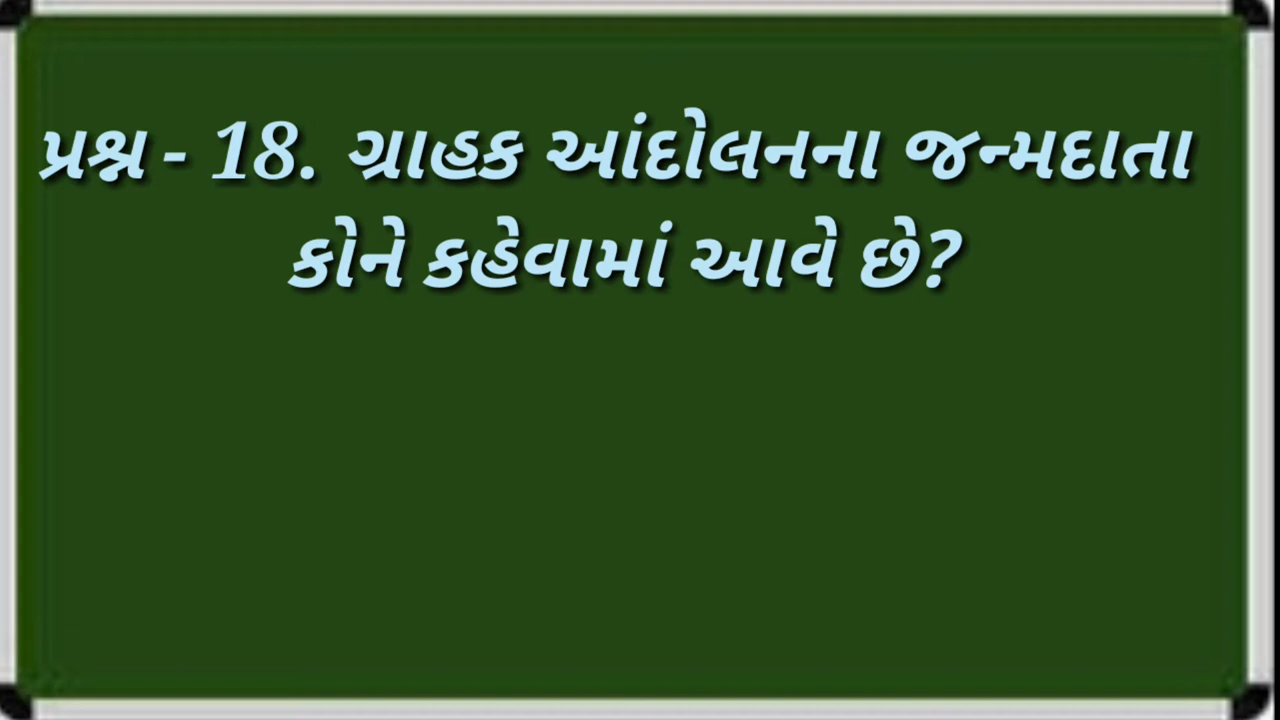 પ્રશ્ન - 18. ગ્રાહક આંદોલનના જન્મદાતા
કોને કહેવામાં આવે છે?